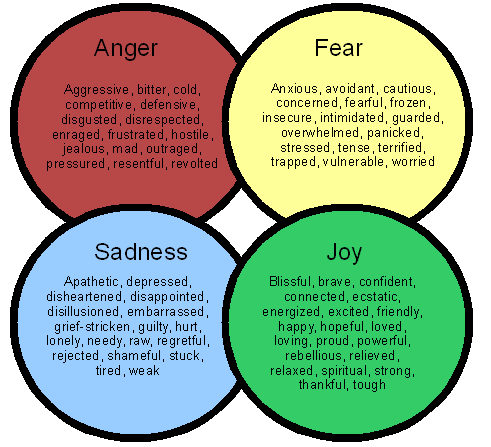 Anger
Aggressive, bitter, cold,
competitive, defensive,
disgusted, disrespected,
enraged, frustrated, hostile,
jealous, mad, outraged,
pressured, resentful, revolted
Fear
Anxious, avoidant, cautious,
concerned, fearful, frozen,
insecure, intimidated, guarded,
overwhelmed, panicked,
stressed, tense, terrified,
trapped, vulnerable, worried
Sadness
Apathetic, depressed,
disheartened, disappointed,
disillusioned, embarrassed,
grief-stricken, guilty, hurt,
lonely, needy, raw, regretful,
rejected, shameful, stuck,
tired, weak
Joy
Blissful, brave, confident,
connected, ecstatic,
energized, excited, friendly,
happy, hopeful, loved,
loving, proud, powerful,
rebellious, relieved,
relaxed, spiritual, strong,
thankful, tough